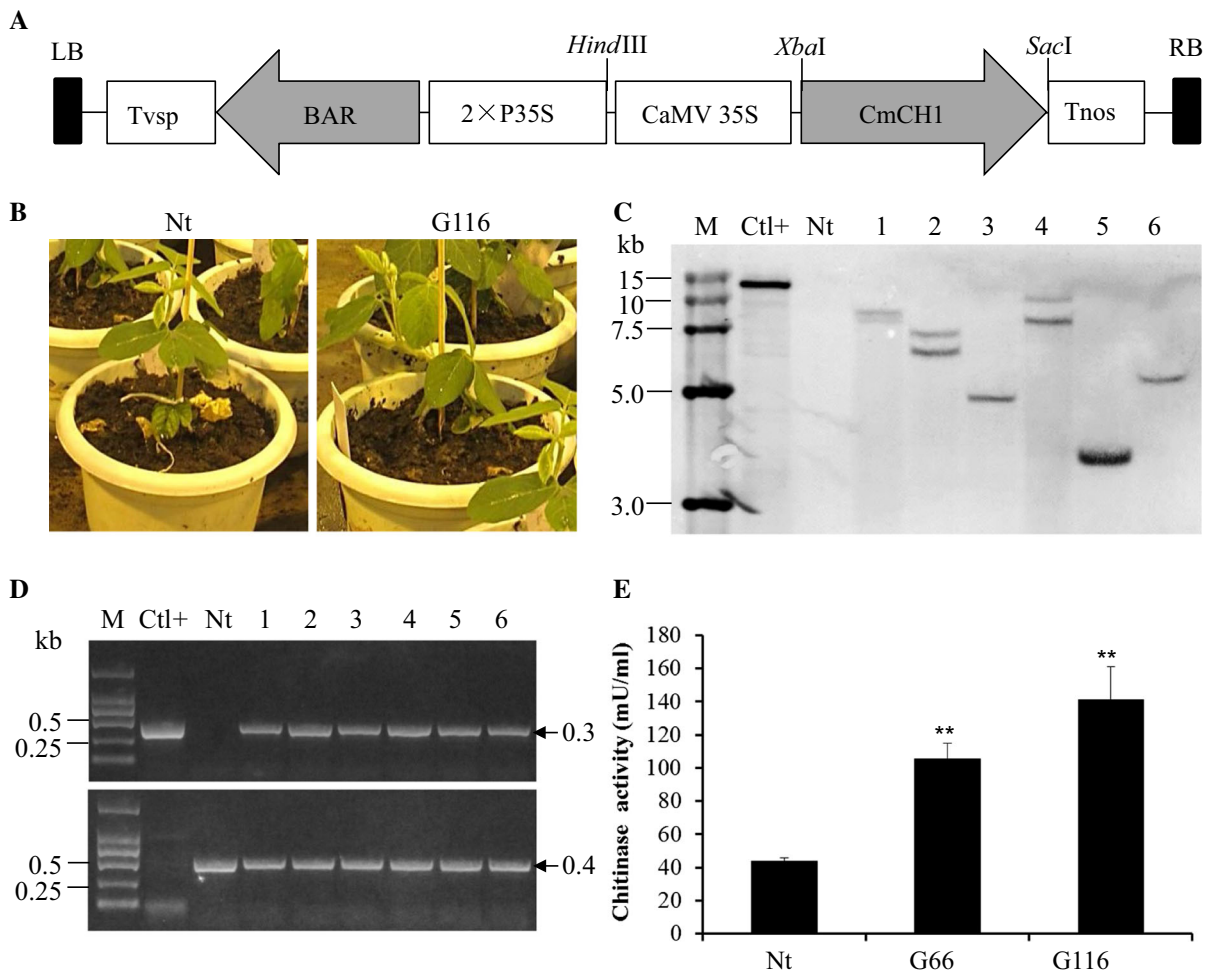 A
LB HindIII XbaI SacI RB
Tvsp BAR 2×P35S CaMV 35S CmCH1 Tnos
B
Nt G116
C
M Ctl+ Nt 1 2 3 4 5 6
kb
15
10
7.5
5.0
3.0
D
M Ctl+ Nt 1 2 3 4 5 6
kb
0.5
0.25
0.3
0.5
0.25
0.4
E
Chitinase activity (mU/ml)
180
160
140
120
100
80
60
40
20
0
**
**
Nt G66 G116